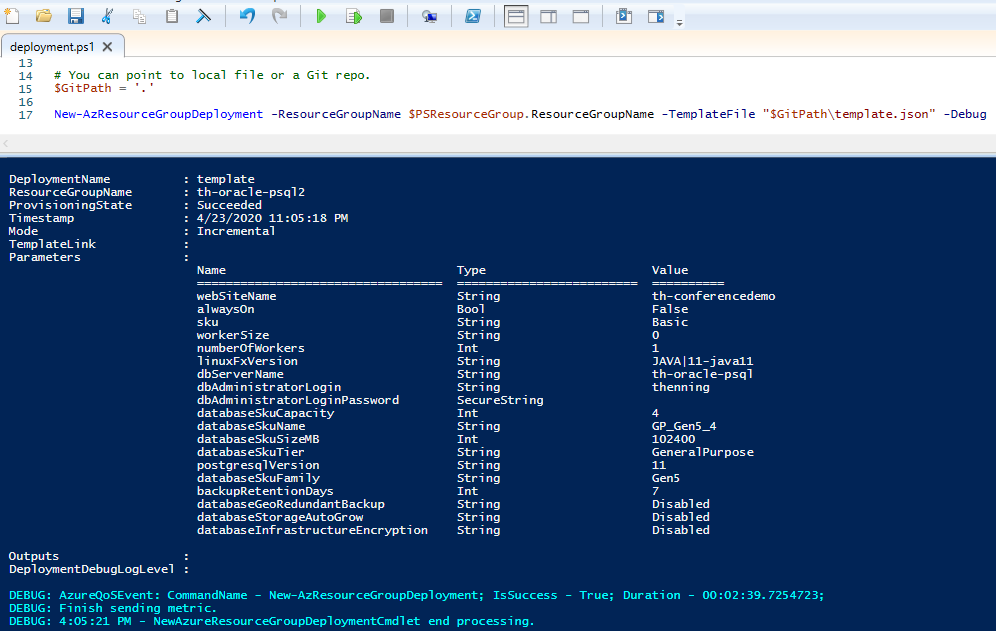 deployment.ps1 X
13
14 # You can point to local file or a Git repo.
15 $GitPath = '.'
16
17 New-AzResourceGroupDeployment -ResourceGroupName $PSResourceGroup.ResourceGroupName -TemplateFile "$GitPath\template.json" -Debug
DeploymentName : template
ResourceGroupName : th-oracle-psql2
ProvisioningState : Succeeded
Timestamp : 4/23/2020 11:05:18 PM
Mode : Incremental
TemplateLink :
Parameters :
Name Type Value
================================== ========================= ==========
webSiteName String th-conferencedemo
alwaysOn Bool False
sku String Basic
workerSize String 0
numberOfWorkers Int 1
linuxFxVersion String JAVA|11-java11
dbServerName String th-oracle-psql
dbAdministratorLogin String thenning
dbAdministratorLoginPassword SecureString
databaseSkuCapacity Int 4
databaseSkuName String GP_Gen5_4
databaseSkuSizeMB Int 102400
databaseSkuTier String GeneralPurpose
postgresqlVersion String 11
databaseSkuFamily String Gen5
backupRetentionDays Int 7
databaseGeoRedundantBackup String Disabled
databaseStorageAutoGrow String Disabled
databaseInfrastructureEncryption String Disabled
Outputs :
DeploymentDebugLogLevel :
DEBUG: AzureQoSEvent: CommandName - New-AzResourceGroupDeployment; IsSuccess - True; Duration - 00:02:39.7254723;
DEBUG: Finish sending metric.
DEBUG: 4:05:21 PM - NewAzureResourceGroupDeploymentCmdlet end processing.